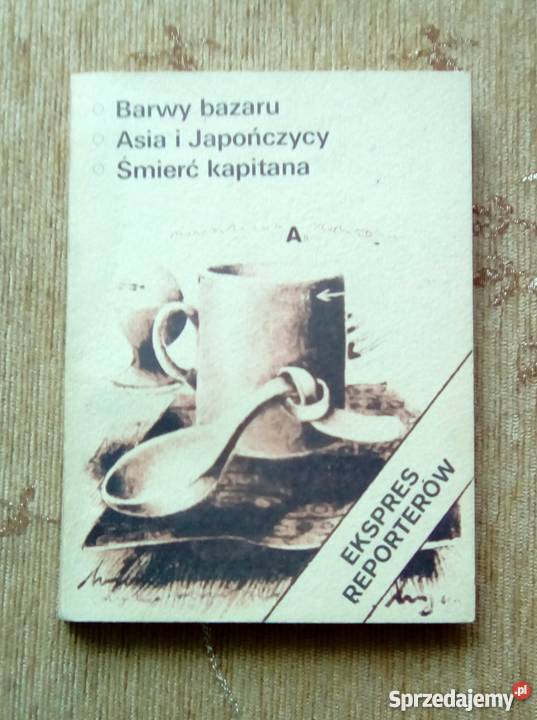 Barwy bazaru
Asia i Japończycy
Śmierć kapitana
A
EKSPRES
REPORTERÓW
Sprzedajemy.pl